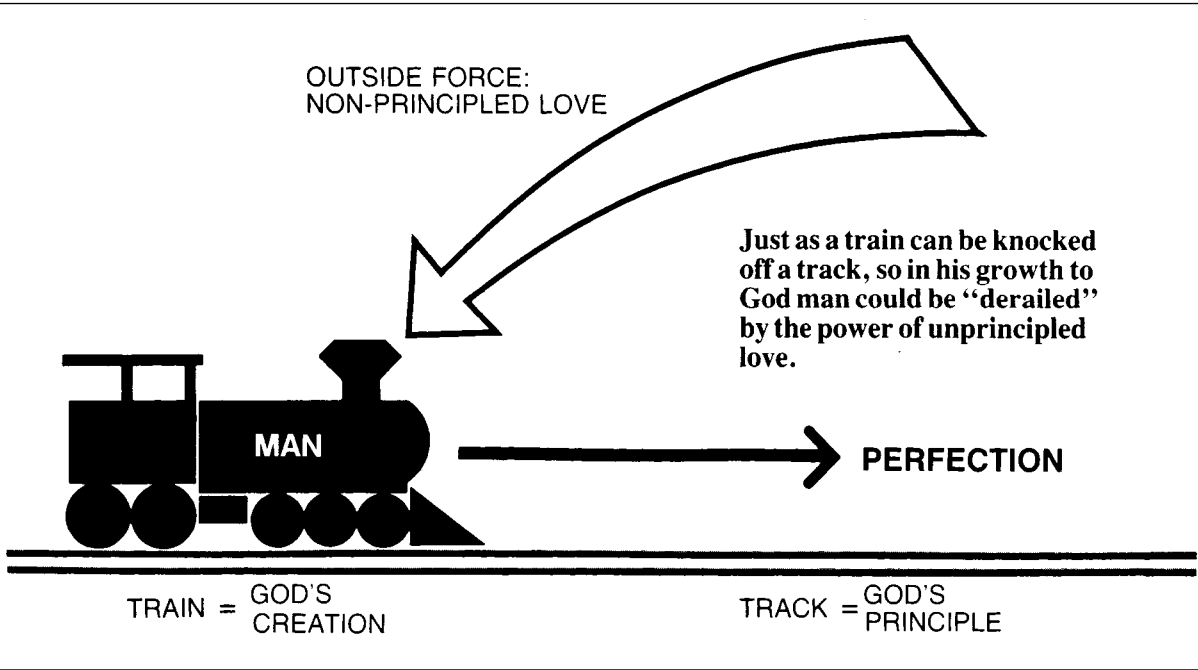 OUTSIDE FORCE:
NON-PRINCIPLED LOVE
Just as a train can be knocked
off a track, so in his growth to
God man could be “derailed”
by the power of unprincipled
love.
MAN
PERFECTION
TRAIN = GOD'S
CREATION
TRACK = GOD'S
PRINCIPLE